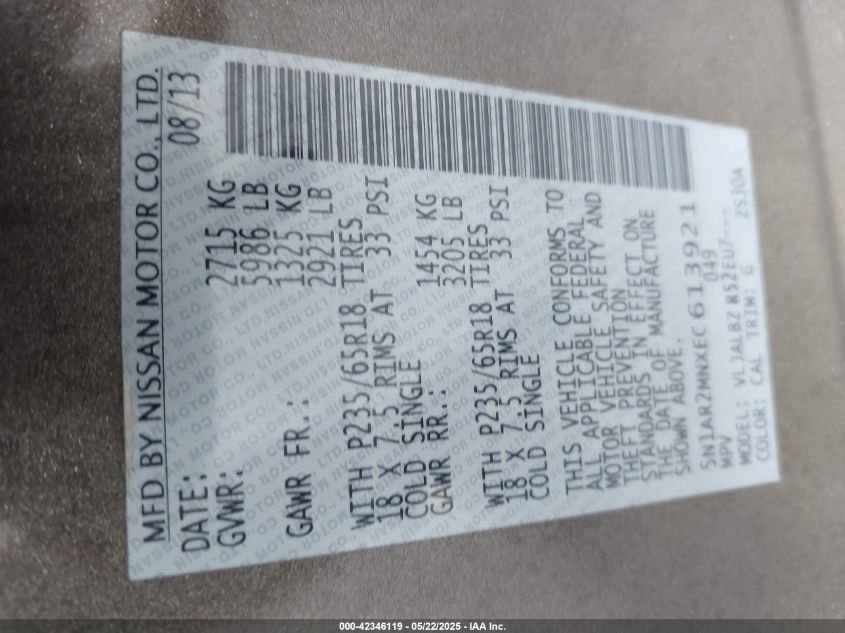 MFD BY NISSAN MOTOR CO., LTD.
DATE: 08/13
GVWR: 2715 KG
5986 LB
GAWR FR.: 1325 KG
2921 LB
WITH P235/65R18 TIRES
18 X 7.5 RIMS AT 33 PSI
COLD SINGLE
GAWR RR.: 1454 KG
3205 LB
WITH P235/65R18 TIRES
18 X 7.5 RIMS AT 33 PSI
COLD SINGLE
THIS VEHICLE CONFORMS TO
ALL APPLICABLE FEDERAL
MOTOR VEHICLE SAFETY AND
THEFT PREVENTION
STANDARDS IN EFFECT ON
THE DATE OF MANUFACTURE
SHOWN ABOVE.
5N1AR2MNXEC613921
MPV 049
MODEL: VLJALBZ R52EU7--- ZS30A
COLOR: CAL TRIM: G
000-42346119 - 05/22/2025 - IAA Inc.